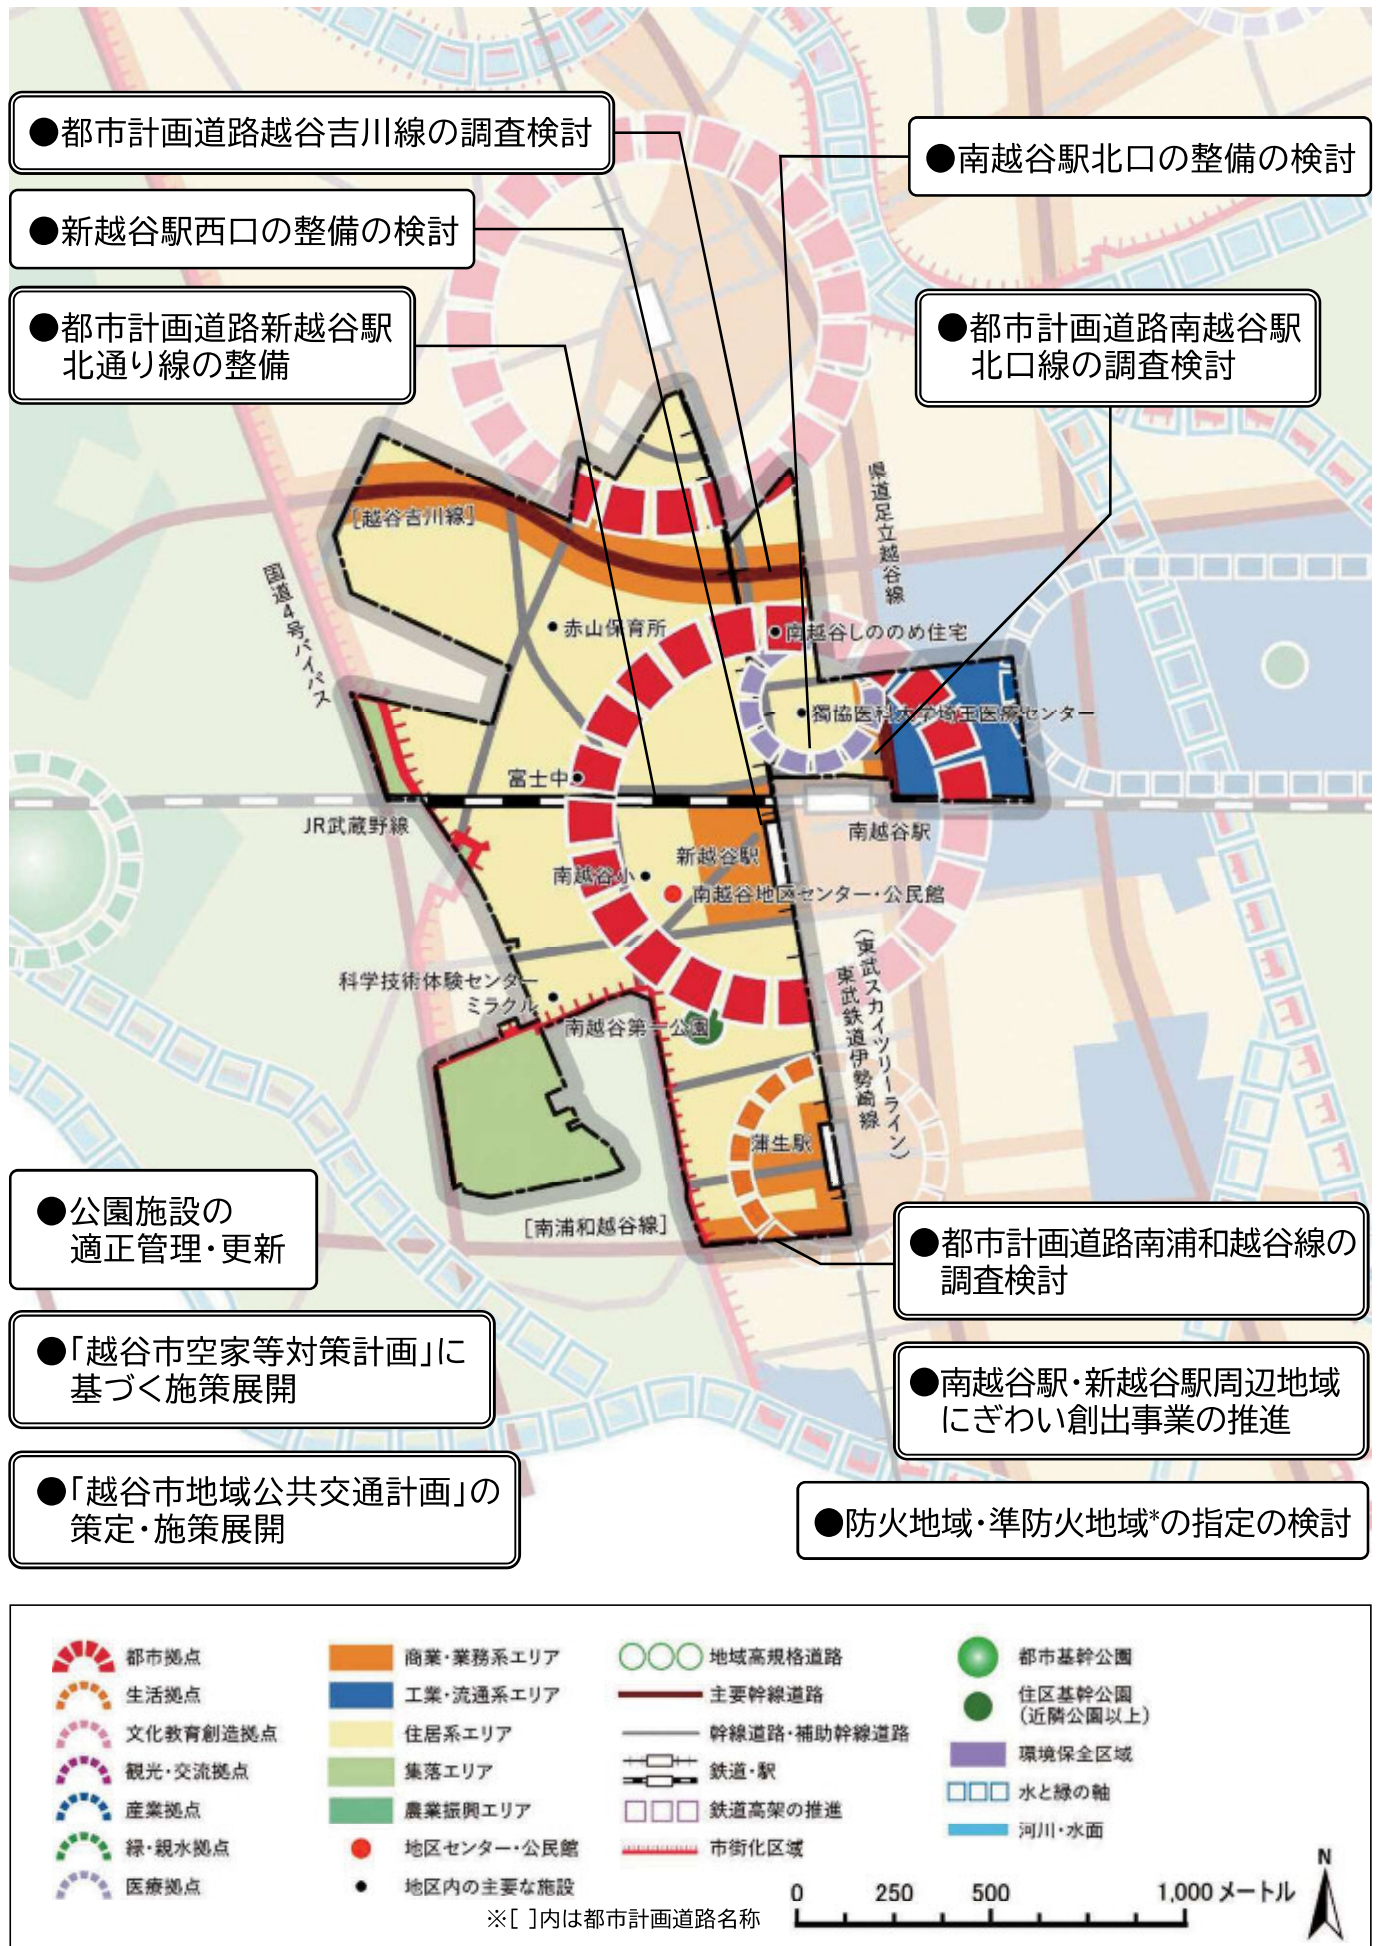 ●都市計画道路越谷吉川線の調査検討
●南越谷駅北口の整備の検討
●新越谷駅西口の整備の検討
●都市計画道路新越谷駅
北通り線の整備
●都市計画道路南越谷駅
北口線の調査検討
県道足立越谷線
[越谷吉川線]
国道4号バイパス
●赤山保育所
●南越谷しののめ住宅
●獨協医科大学埼玉医療センター
富士中●
JR武蔵野線
南越谷駅
新越谷駅
南越谷小●
●南越谷地区センター・公民館
(東武スカイツリーライン)
東武鉄道伊勢崎線
科学技術体験センター
ミラクル●
南越谷第一公園
蒲生駅
[南浦和越谷線]
●公園施設の
適正管理・更新
●都市計画道路南浦和越谷線の
調査検討
●「越谷市空家等対策計画」に
基づく施策展開
●南越谷駅・新越谷駅周辺地域
にぎわい創出事業の推進
●「越谷市地域公共交通計画」の
策定・施策展開
●防火地域・準防火地域*の指定の検討
都市拠点
生活拠点
文化教育創造拠点
観光・交流拠点
産業拠点
緑・親水拠点
医療拠点
商業・業務系エリア
工業・流通系エリア
住居系エリア
集落エリア
農業振興エリア
地区センター・公民館
地区内の主要な施設
地域高規格道路
主要幹線道路
幹線道路・補助幹線道路
鉄道・駅
鉄道高架の推進
市街化区域
都市基幹公園
住区基幹公園
(近隣公園以上)
環境保全区域
水と緑の軸
河川・水面
※[ ]内は都市計画道路名称
0 250 500 1,000 メートル
N